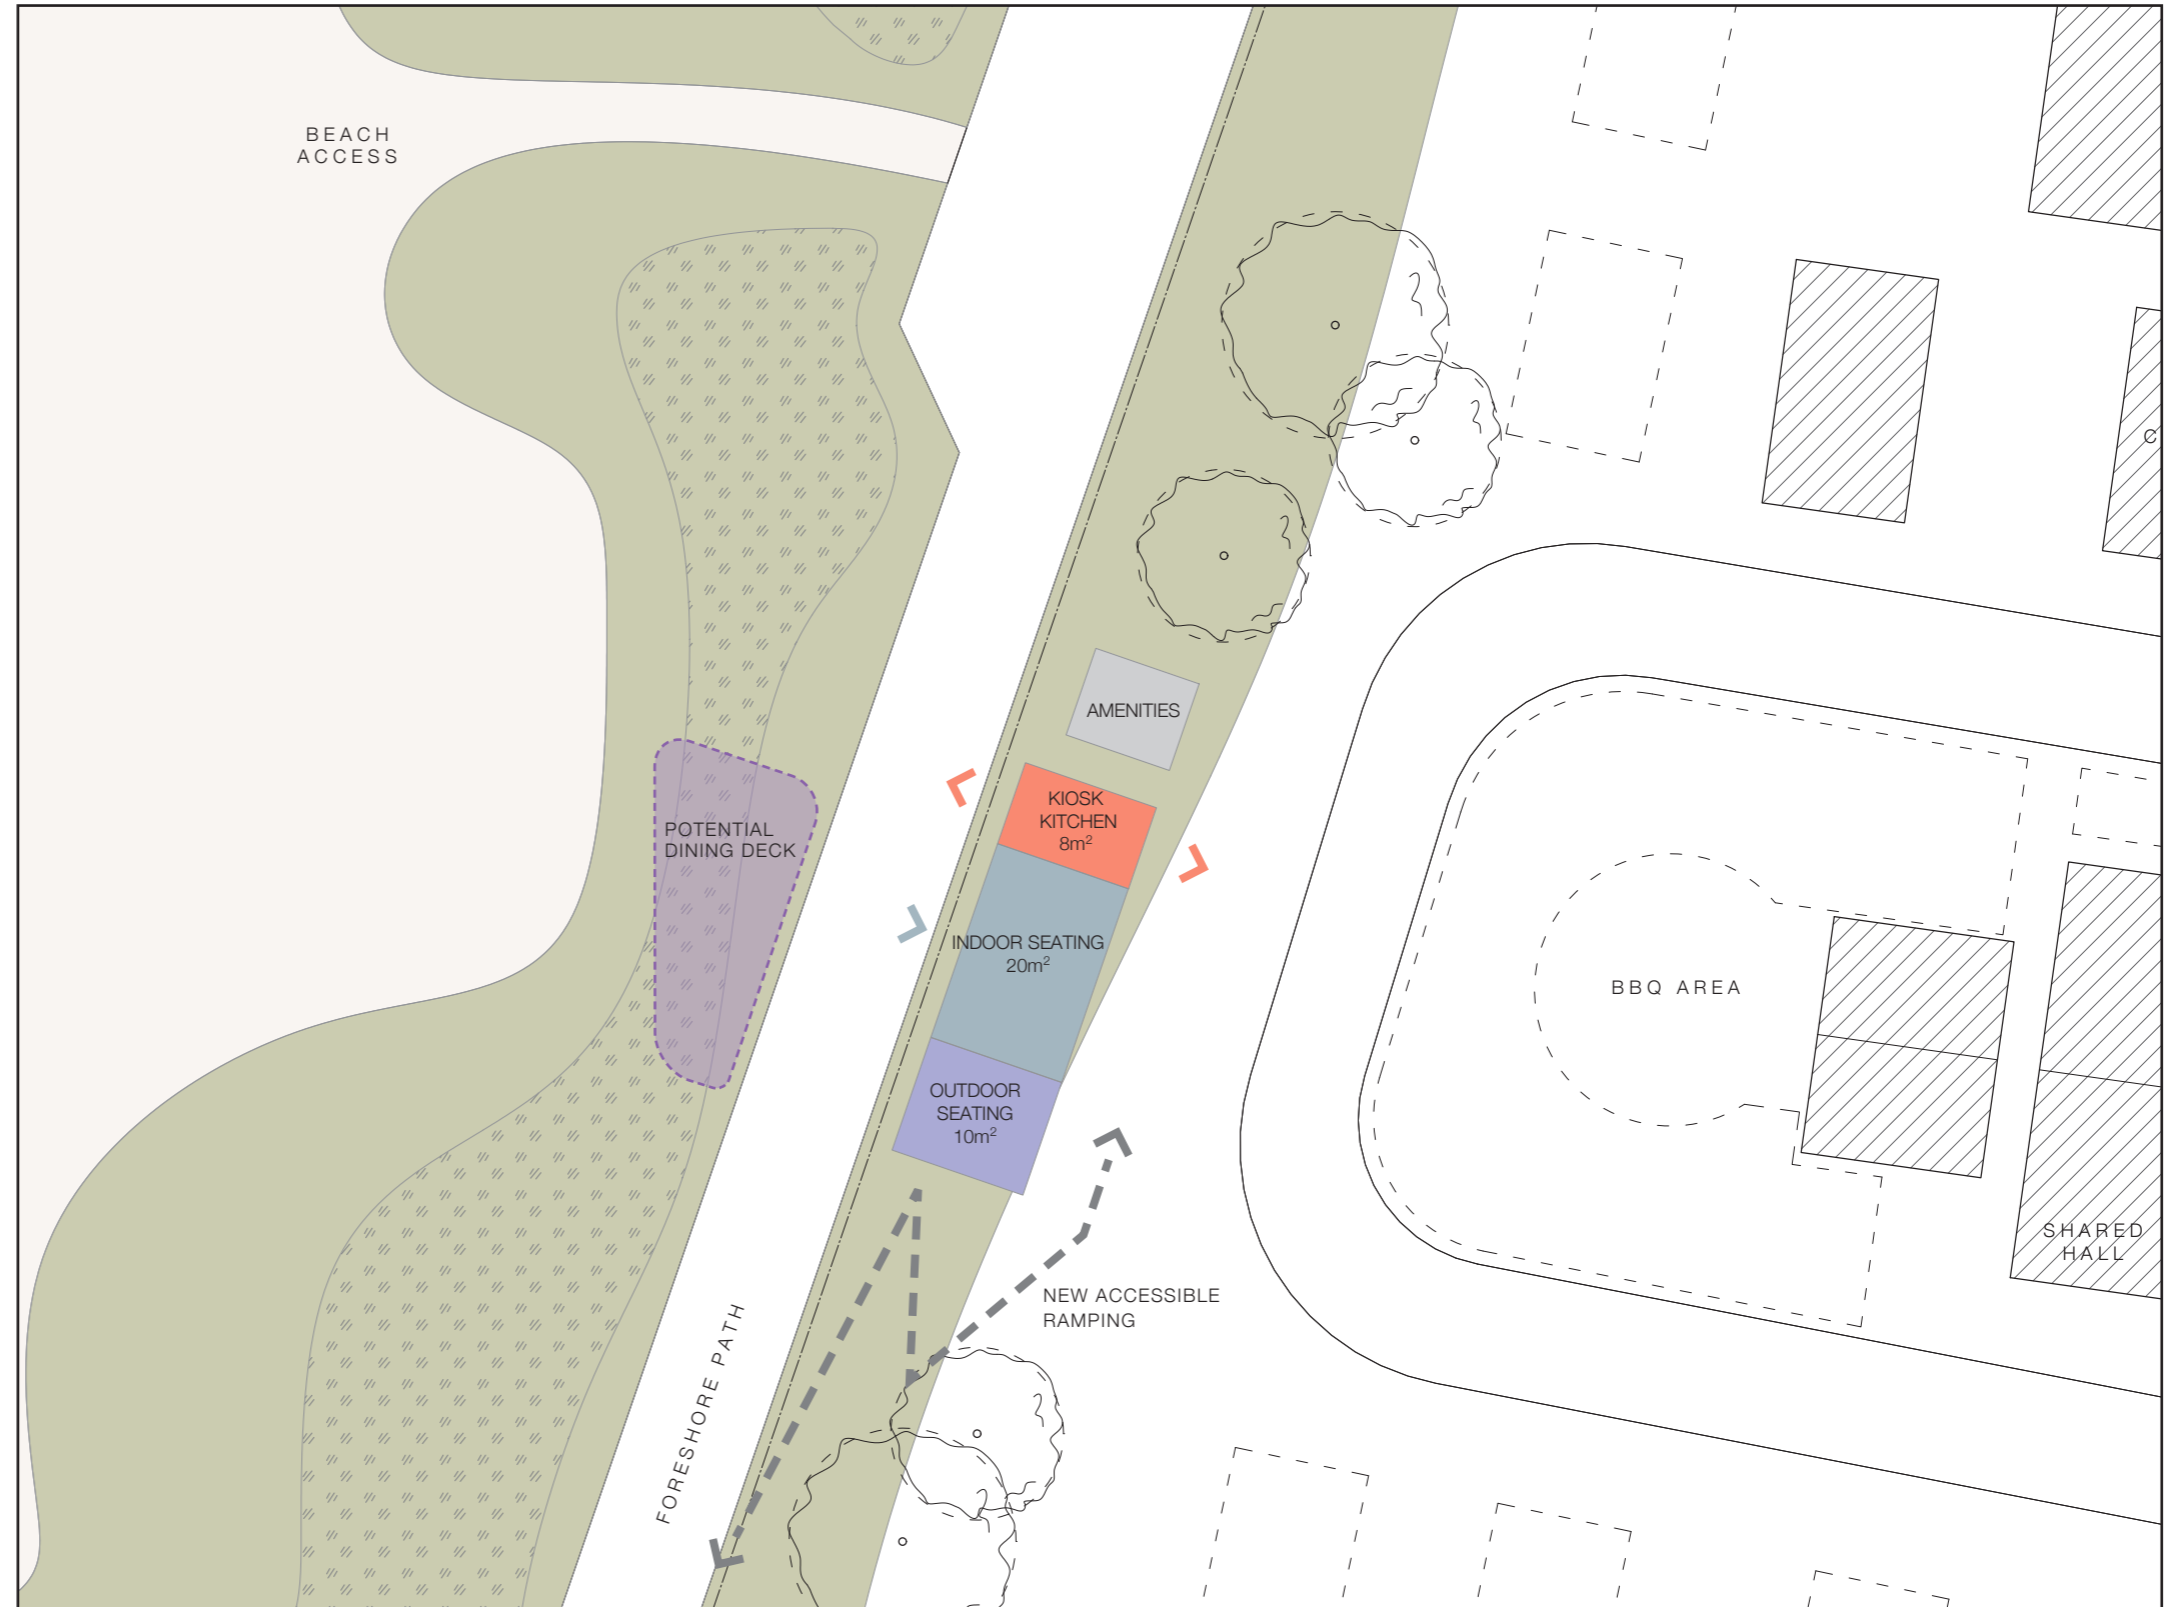 BEACH
ACCESS
C
AMENITIES
KIOSK
KITCHEN
8m²
POTENTIAL
DINING DECK
INDOOR SEATING
20m²
BBQ AREA
OUTDOOR
SEATING
10m²
SHARED
HALL
NEW ACCESSIBLE
RAMPING
FORESHORE PATH